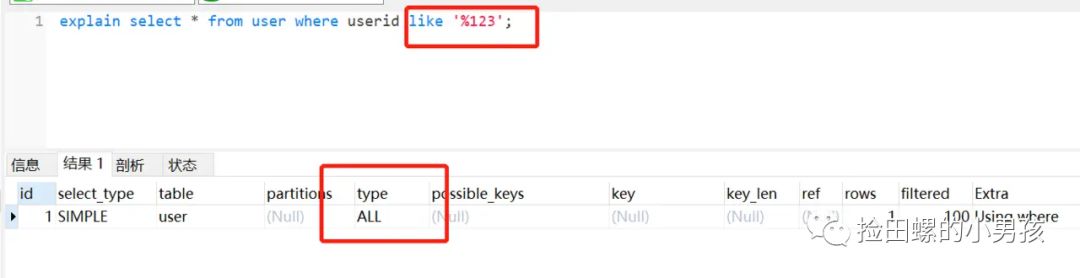 1 explain select * from user where userid like '%123';
信息 结果 1 剖析 状态
id select_type table partitions type possible_keys key key_len ref rows filtered Extra
1 SIMPLE user (Null) ALL (Null) (Null) (Null) (Null) 1 100 Using where
捡田螺的小男孩